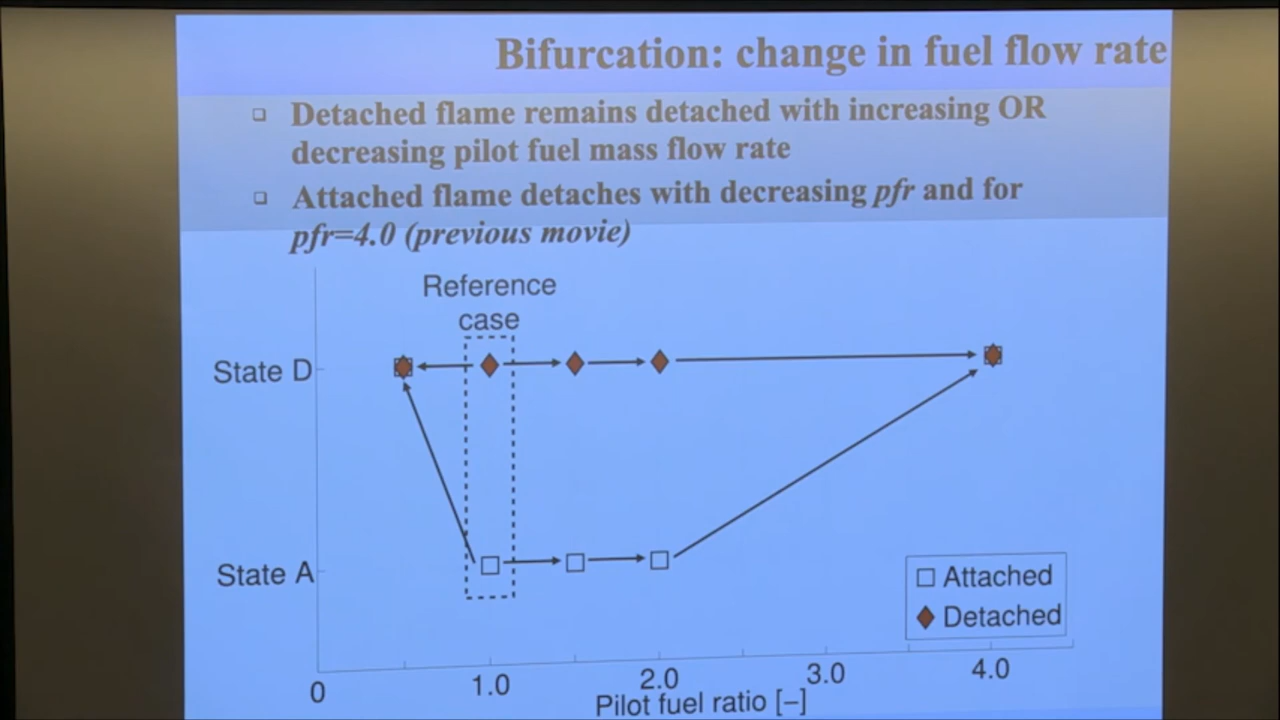 Bifurcation: change in fuel flow rate
Detached flame remains detached with increasing OR
decreasing pilot fuel mass flow rate
Attached flame detaches with decreasing pfr and for
pfr=4.0 (previous movie)
Reference
case
State D
State A
Attached
Detached
0
1.0
2.0
3.0
4.0
Pilot fuel ratio [–]